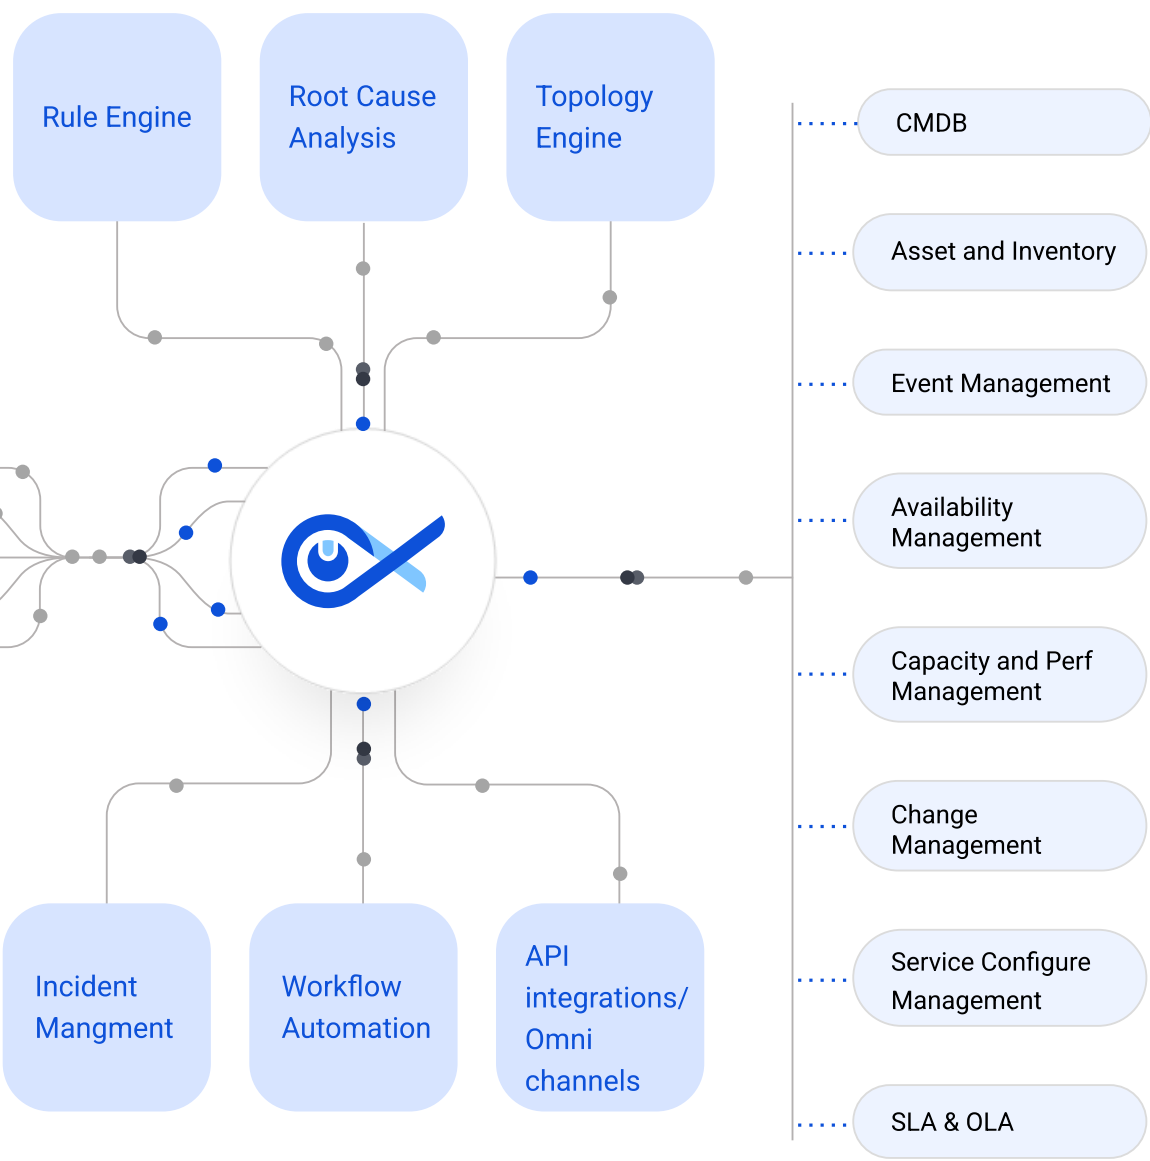 Rule Engine
Root Cause
Analysis
Topology
Engine
CMDB
Asset and Inventory
Event Management
Availability
Management
Capacity and Perf
Management
Change
Management
Service Configure
Management
SLA & OLA
Incident
Mangment
Workflow
Automation
API
integrations/
Omni
channels